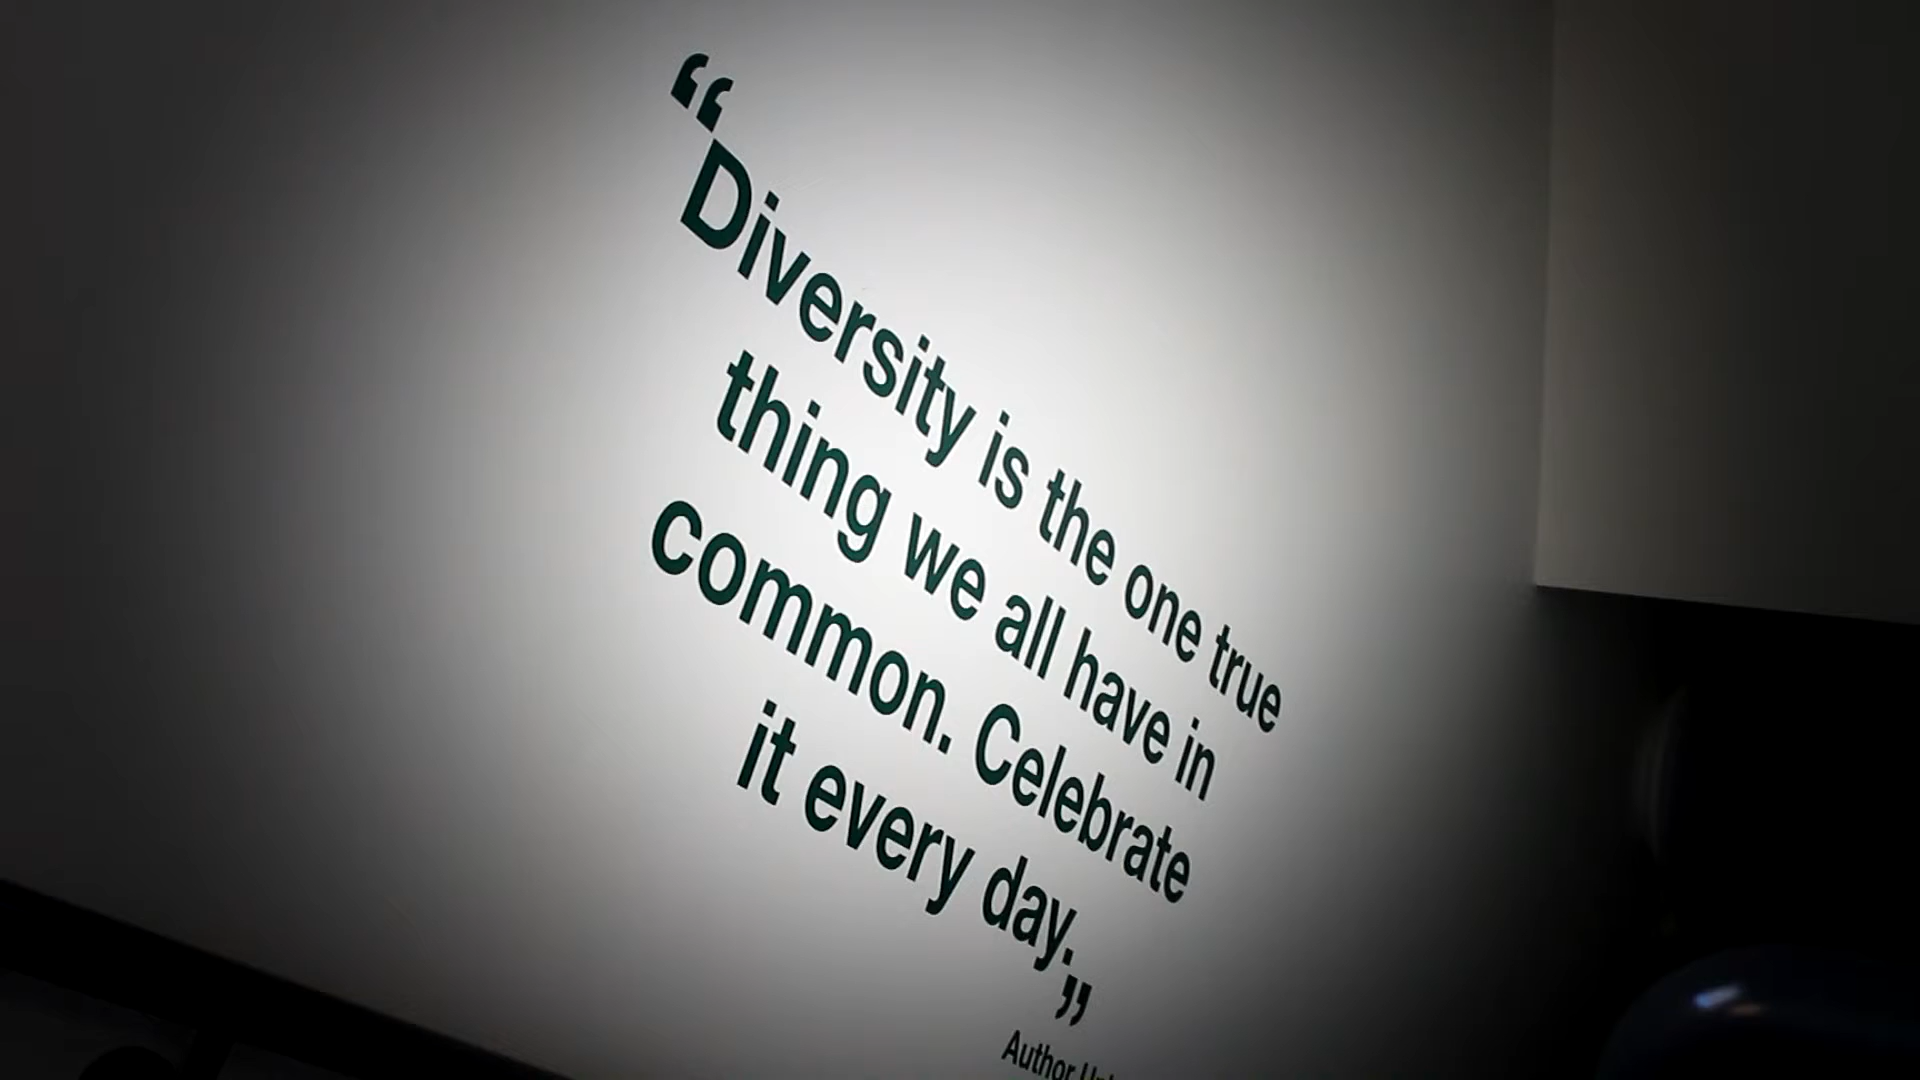 “
Diversity is the one true
thing we all have in
common. Celebrate
it every day.
”
Author